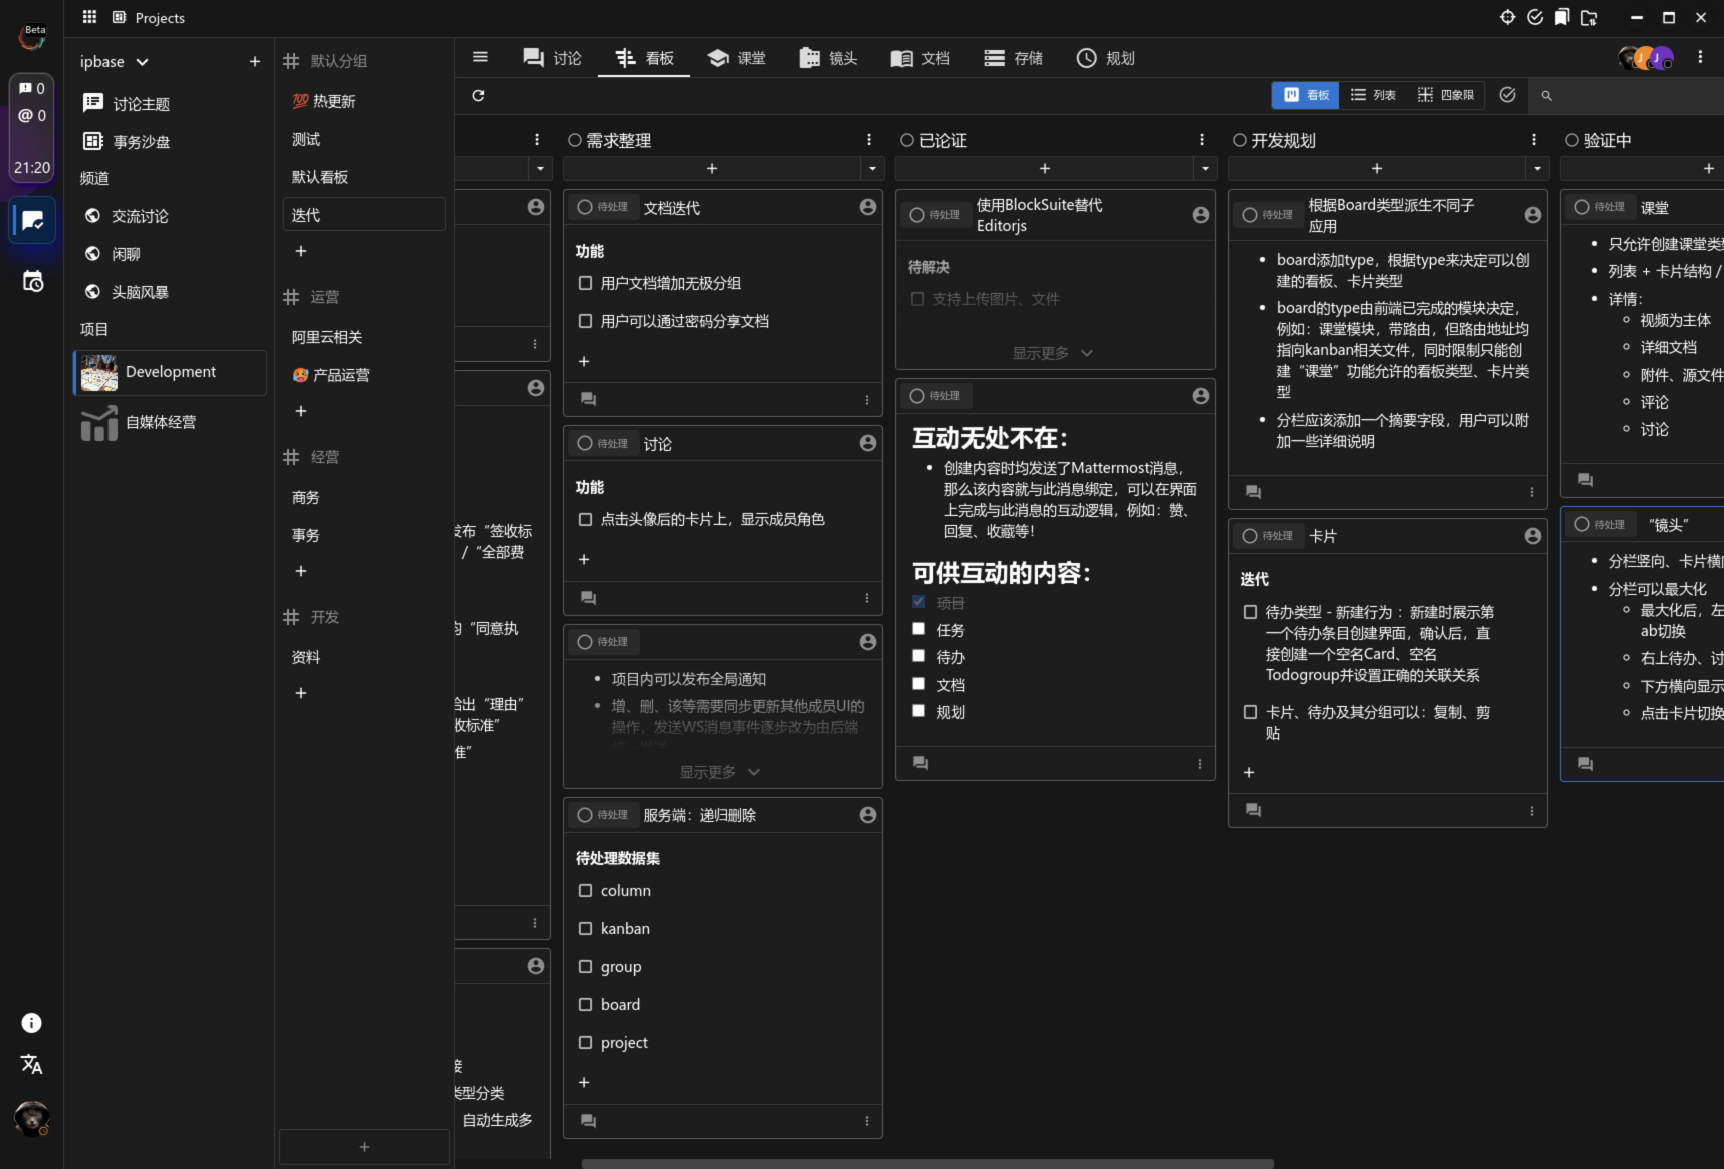 Beta
0
@ 0
21:20
Projects
ipbase
讨论主题
事务沙盘
频道
交流讨论
闲聊
头脑风暴
项目
Development
自媒体经营
默认分组
💯 热更新
测试
默认看板
迭代
运营
阿里云相关
🥵 产品运营
经营
商务
事务
开发
资料
讨论
看板
课堂
镜头
文档
存储
规划
看板
列表
四象限
发布“签收标
/“全部费
的“同意执
给出“理由”
收标准”
准”
类型分类
自动生成多
需求整理
待处理
文档迭代
功能
用户文档增加无极分组
用户可以通过密码分享文档
待处理
讨论
功能
点击头像后的卡片上，显示成员角色
待处理
• 项目内可以发布全局通知
• 增、删、该等需要同步更新其他成员UI的
操作，发送WS消息事件逐步改为由后端
显示更多
待处理
服务端：递归删除
待处理数据集
column
kanban
group
board
project
已论证
待处理
使用BlockSuite替代
Editorjs
待解决
支持上传图片、文件
显示更多
待处理
互动无处不在：
• 创建内容时均发送了Mattermost消息，
那么该内容就与此消息绑定，可以在界面
上完成与此消息的互动逻辑，例如：赞、
回复、收藏等！
可供互动的内容：
项目
任务
待办
文档
规划
开发规划
待处理
根据Board类型派生不同子
应用
• board添加type，根据type来决定可以创
建的看板、卡片类型
• board的type由前端已完成的模块决定，
例如：课堂模块，带路由，但路由地址均
指向kanban相关文件，同时限制只能创
建“课堂”功能允许的看板类型、卡片类
型
• 分栏应该添加一个摘要字段，用户可以附
加一些详细说明
待处理
卡片
迭代
待办类型 - 新建行为 ：新建时展示第
一个待办条目创建界面，确认后，直
接创建一个空名Card、空名
Todogroup并设置正确的关联关系
卡片、待办及其分组可以：复制、剪
贴
验证中
待处理
课堂
• 只允许创建课堂类型
• 列表 + 卡片结构 /
• 详情：
视频为主体
详细文档
附件、源文件
评论
讨论
待处理
“镜头”
• 分栏竖向、卡片横向
• 分栏可以最大化
最大化后，左
ab切换
右上待办、讨
下方横向显示
点击卡片切换